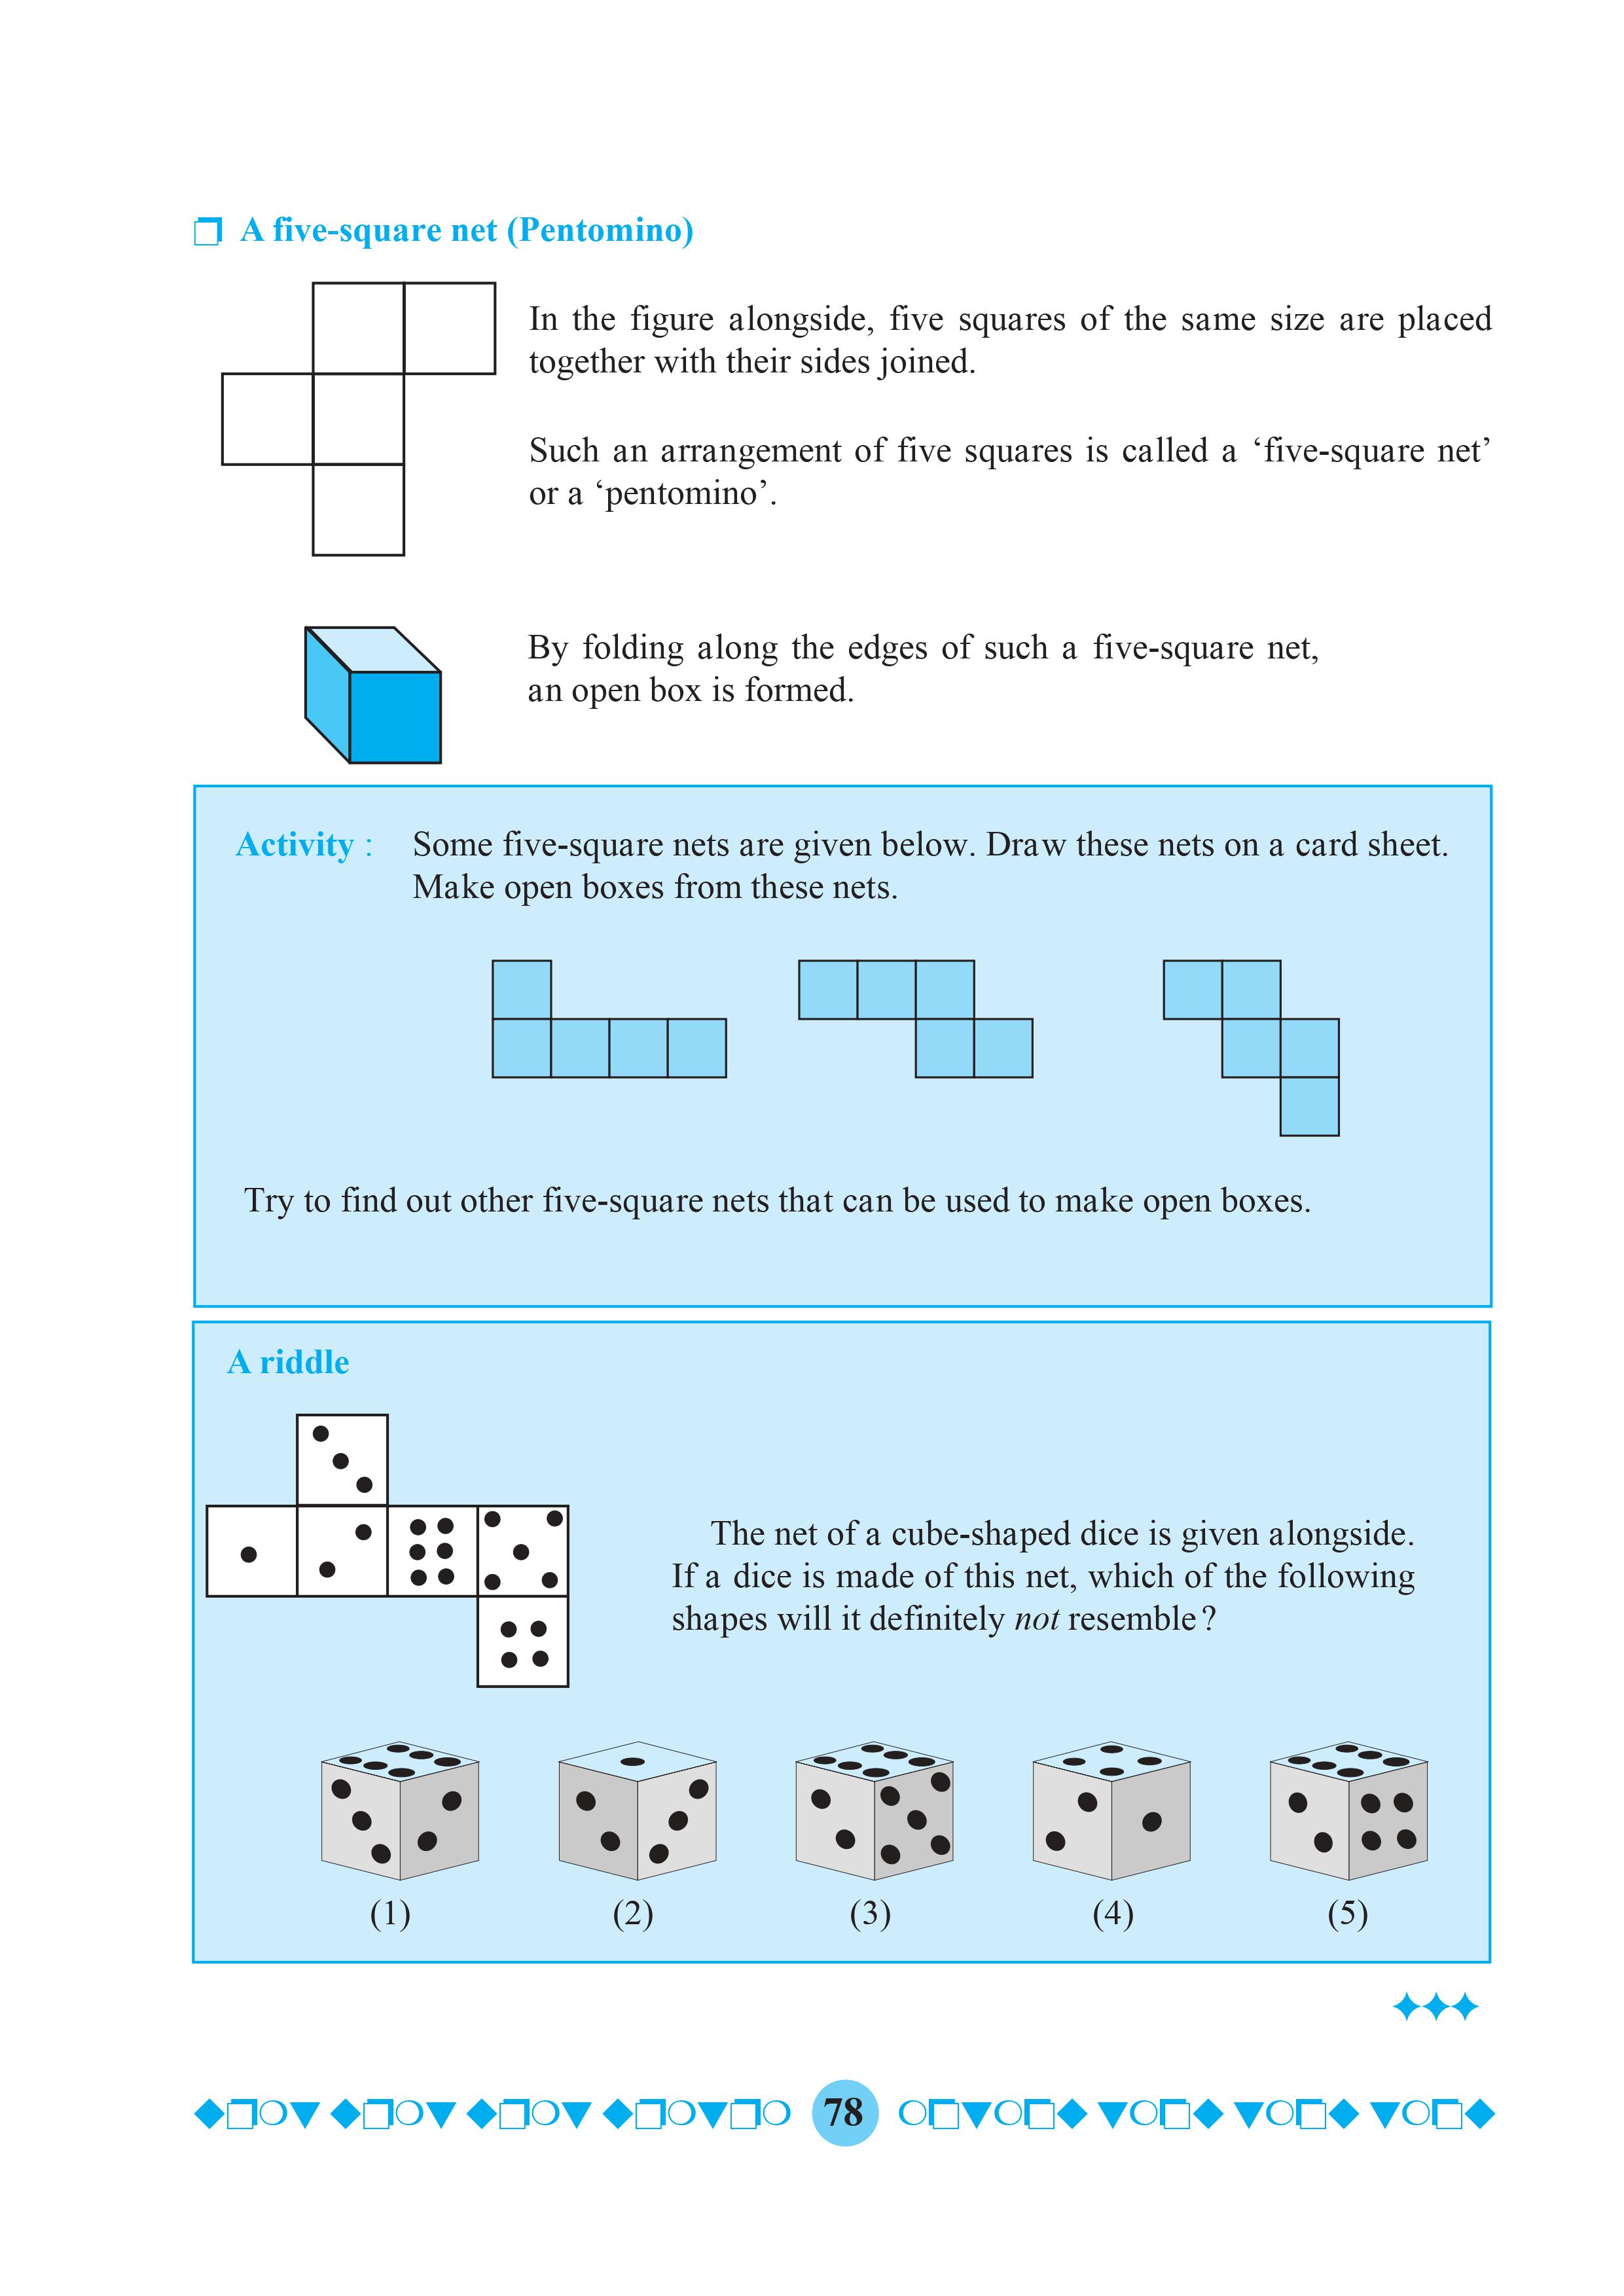 A five-square net (Pentomino)
In the figure alongside, five squares of the same size are placed
together with their sides joined.
Such an arrangement of five squares is called a ‘five-square net’
or a ‘pentomino’.
By folding along the edges of such a five-square net,
an open box is formed.
Activity : Some five-square nets are given below. Draw these nets on a card sheet.
Make open boxes from these nets.
Try to find out other five-square nets that can be used to make open boxes.
A riddle
The net of a cube-shaped dice is given alongside.
If a dice is made of this net, which of the following
shapes will it definitely not resemble?
(1) (2) (3) (4) (5)
78